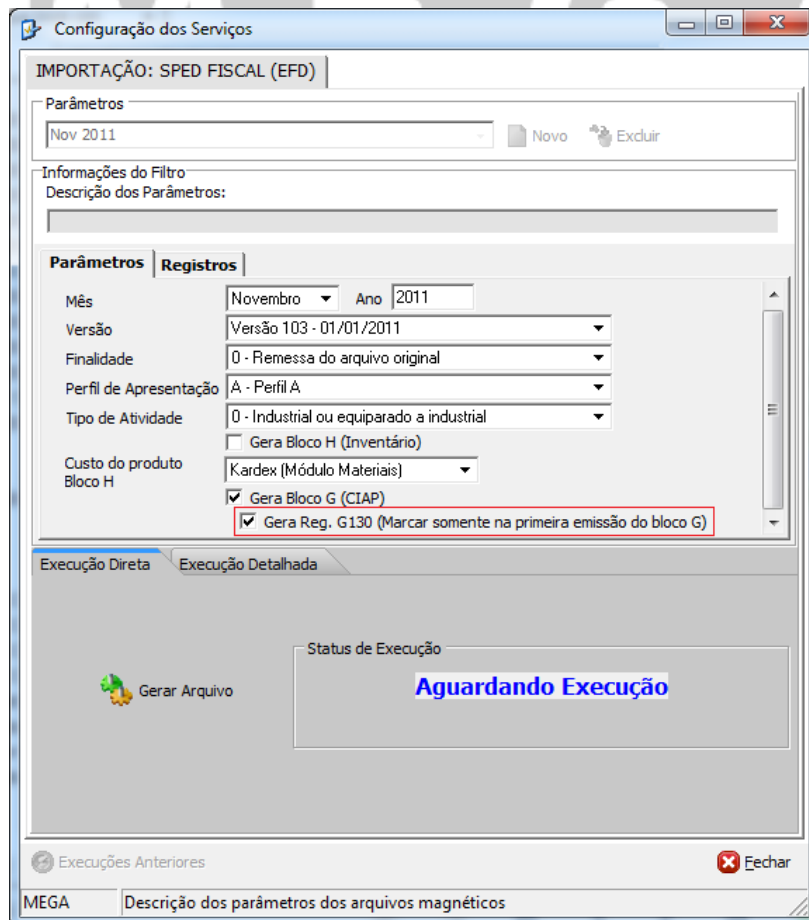 Configuração dos Serviços
IMPORTAÇÃO: SPED FISCAL (EFD)
Parâmetros
Nov 2011 Novo Excluir
Informações do Filtro
Descrição dos Parâmetros:
Parâmetros Registros
Mês Novembro Ano 2011
Versão Versão 103 - 01/01/2011
Finalidade 0 - Remessa do arquivo original
Perfil de Apresentação A - Perfil A
Tipo de Atividade 0 - Industrial ou equiparado a industrial
Gera Bloco H (Inventário)
Custo do produto
Bloco H Kardex (Módulo Materiais)
Gera Bloco G (CIAP)
Gera Reg. G130 (Marcar somente na primeira emissão do bloco G)
Execução Direta Execução Detalhada
Status de Execução
Gerar Arquivo Aguardando Execução
Execuções Anteriores Fechar
MEGA Descrição dos parâmetros dos arquivos magnéticos